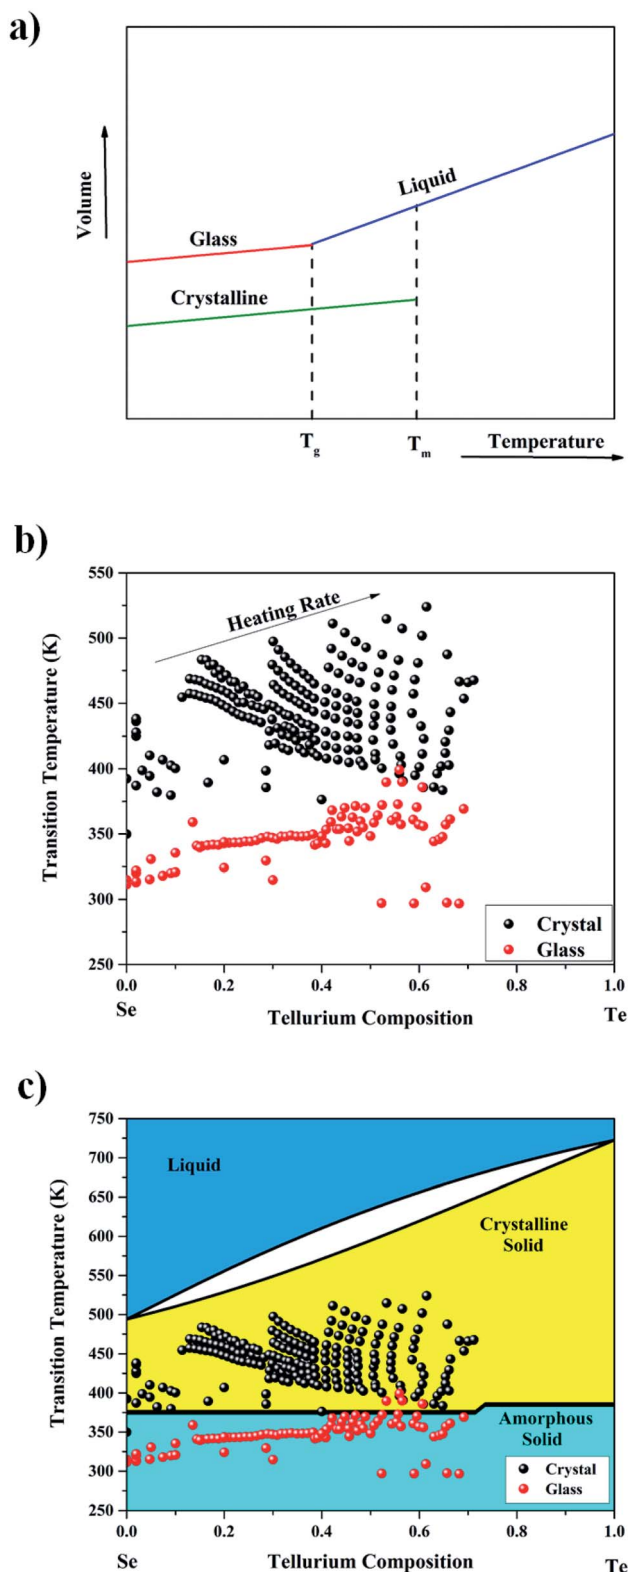 a)
Volume
Glass
Liquid
Crystalline
Tg
Tm
Temperature
b)
Transition Temperature (K)
550
500
450
400
350
300
250
Heating Rate
Crystal
Glass
0.0
0.2
0.4
0.6
0.8
1.0
Se
Tellurium Composition
Te
c)
Transition Temperature (K)
750
700
650
600
550
500
450
400
350
300
250
Liquid
Crystalline
Solid
Amorphous
Solid
Crystal
Glass
0.0
0.2
0.4
0.6
0.8
1.0
Se
Tellurium Composition
Te